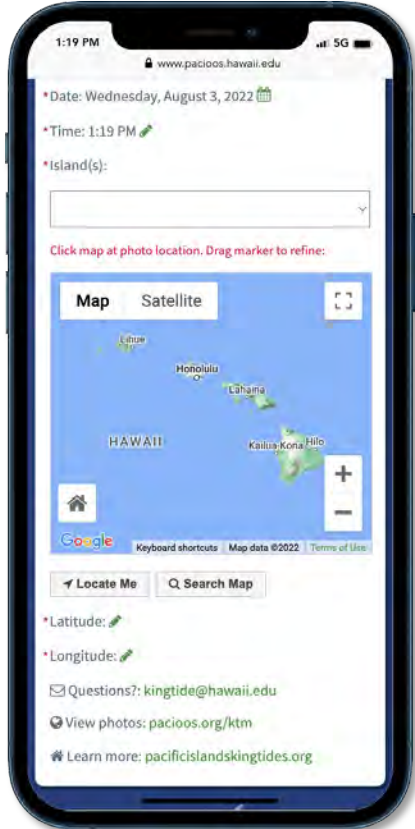 1:19 PM
5G
www.pacioos.hawaii.edu
*Date: Wednesday, August 3, 2022
*Time: 1:19 PM
*Island(s):
Click map at photo location. Drag marker to refine:
Map Satellite
Lihue
Honolulu
Lahaina
HAWAII
Kailua-Kona Hilo
+
−
Google Keyboard shortcuts Map data ©2022 Terms of Use
Locate Me Search Map
*Latitude:
*Longitude:
Questions?: kingtide@hawaii.edu
View photos: pacioos.org/ktm
Learn more: pacificislandskingtides.org